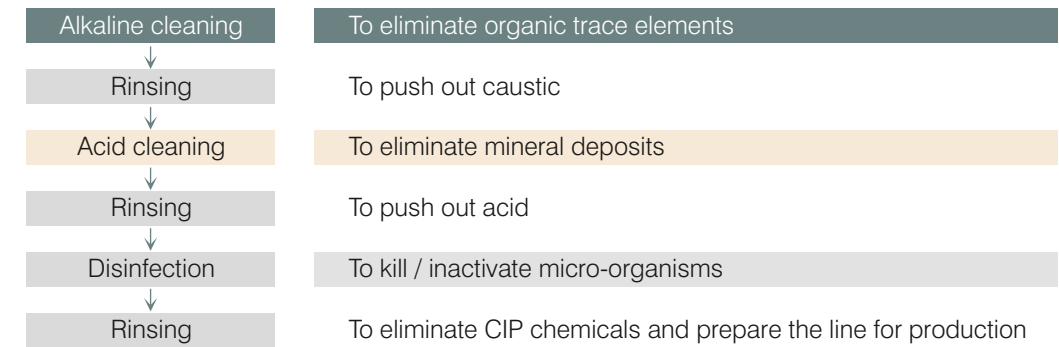 Alkaline cleaning To eliminate organic trace elements
Rinsing To push out caustic
Acid cleaning To eliminate mineral deposits
Rinsing To push out acid
Disinfection To kill / inactivate micro-organisms
Rinsing To eliminate CIP chemicals and prepare the line for production